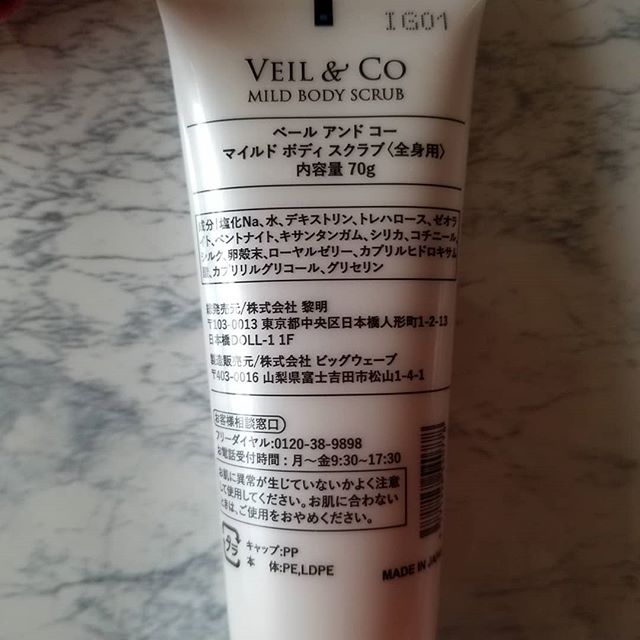 IG01
VEIL & CO
MILD BODY SCRUB
ベール アンド コー
マイルド ボディ スクラブ〈全身用〉
内容量 70g
成分/塩化Na、水、デキストリン、トレハロース、ゼオラ
イト、ベントナイト、キサンタンガム、シリカ、コチニール、
シルク、卵殻末、ローヤルゼリー、カプリルヒドロキサム
酸、カプリリルグリコール、グリセリン
発売元/株式会社 黎明
〒103-0013 東京都中央区日本橋人形町1-2-13
日本橋DOLL-1 1F
製造販売元/株式会社 ビッグウェーブ
〒403-0016 山梨県富士吉田市松山1-4-1
お客様相談窓口
フリーダイヤル:0120-38-9898
お電話受付時間：月～金9:30~17:30
お肌に異常が生じていないかよく注意
して使用してください。お肌に合わない
ときは、ご使用をおやめください。
プラ
キャップ:PP
本 体:PE,LDPE
MADE IN